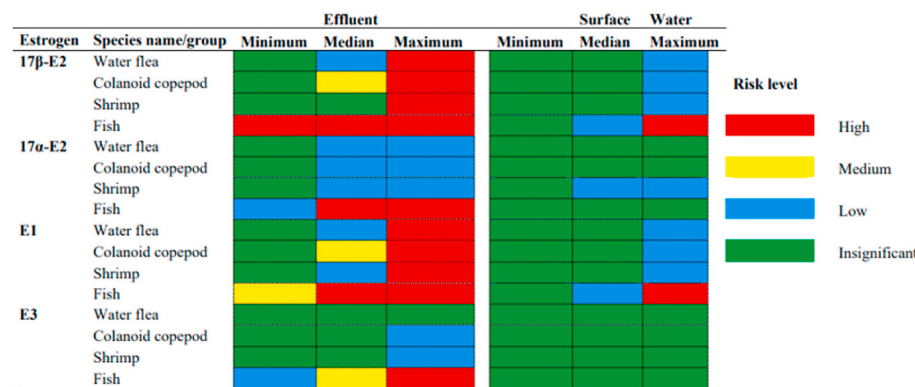 Effluent Surface Water
Estrogen Species name/group Minimum Median Maximum Minimum Median Maximum
17β-E2 Water flea
Colanoid copepod
Shrimp
Fish
17α-E2 Water flea
Colanoid copepod
Shrimp
Fish
E1 Water flea
Colanoid copepod
Shrimp
Fish
E3 Water flea
Colanoid copepod
Shrimp
Fish
Risk level
High
Medium
Low
Insignificant